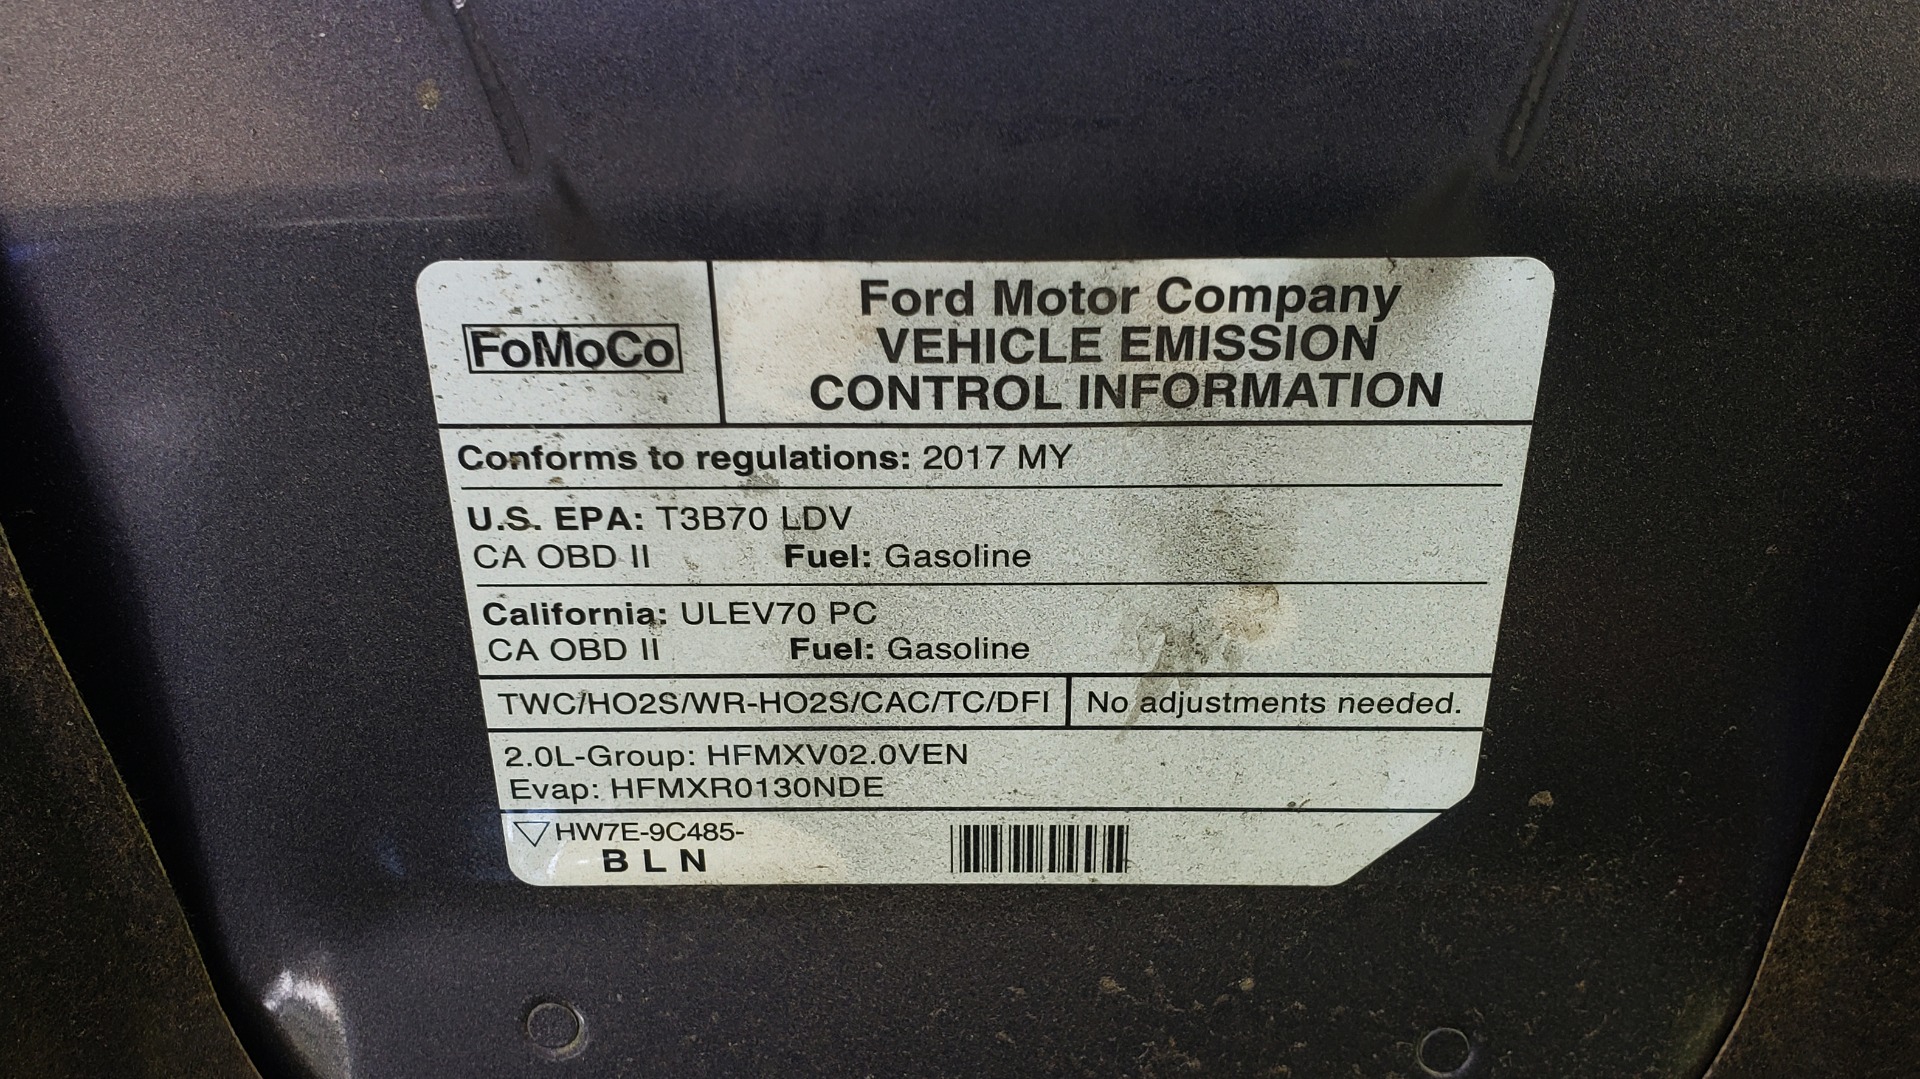 FoMoCo
Ford Motor Company
VEHICLE EMISSION
CONTROL INFORMATION
Conforms to regulations: 2017 MY
U.S. EPA: T3B70 LDV
CA OBD II Fuel: Gasoline
California: ULEV70 PC
CA OBD II Fuel: Gasoline
TWC/HO2S/WR-HO2S/CAC/TC/DFI No adjustments needed.
2.0L-Group: HFMXV02.0VEN
Evap: HFMXR0130NDE
HW7E-9C485-
B L N